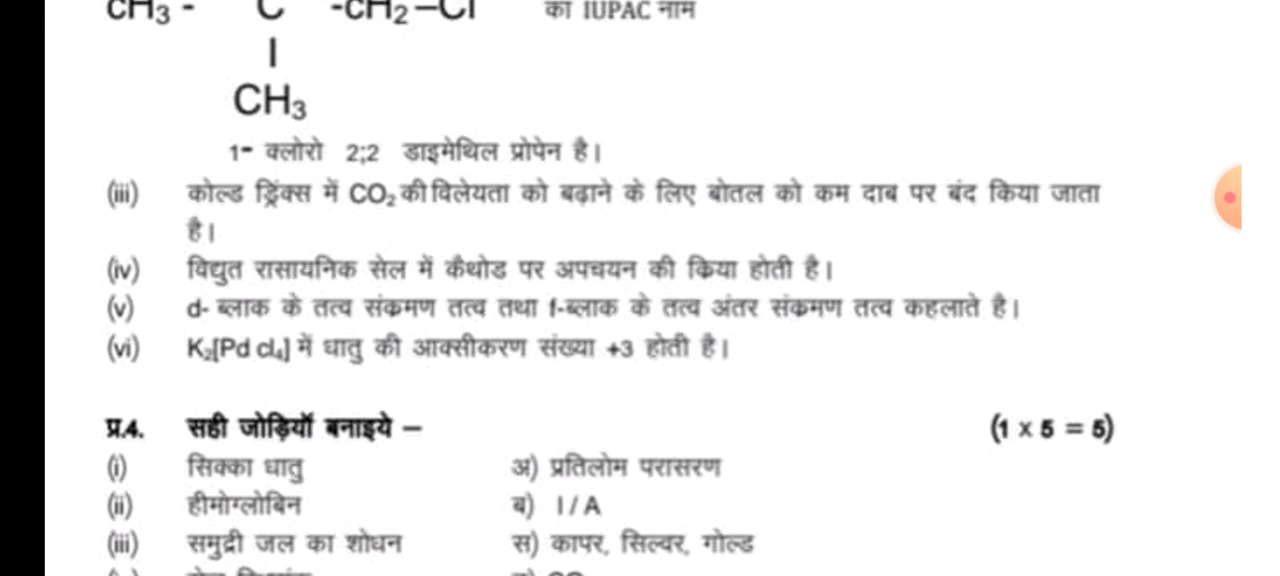 CH3 - C -CH2-Cl का IUPAC नाम
|
CH3
1- क्लोरो 2;2 डाइमेथिल प्रोपेन है।
(iii) कोल्ड ड्रिंक्स में CO2 की विलेयता को बढ़ाने के लिए बोतल को कम दाब पर बंद किया जाता
है।
(iv) विद्युत रासायनिक सेल में कैथोड पर अपचयन की क्रिया होती है।
(v) d- ब्लाक के तत्व संक्रमण तत्व तथा f-ब्लाक के तत्व अंतर संक्रमण तत्व कहलाते है।
(vi) K2[Pd cl4] में धातु की आक्सीकरण संख्या +3 होती है।
प्र.4. सही जोड़ियाँ बनाइये – (1 x 5 = 5)
(i) सिक्का धातु अ) प्रतिलोम परासरण
(ii) हीमोग्लोबिन ब) I/A
(iii) समुद्री जल का शोधन स) कापर, सिल्वर, गोल्ड